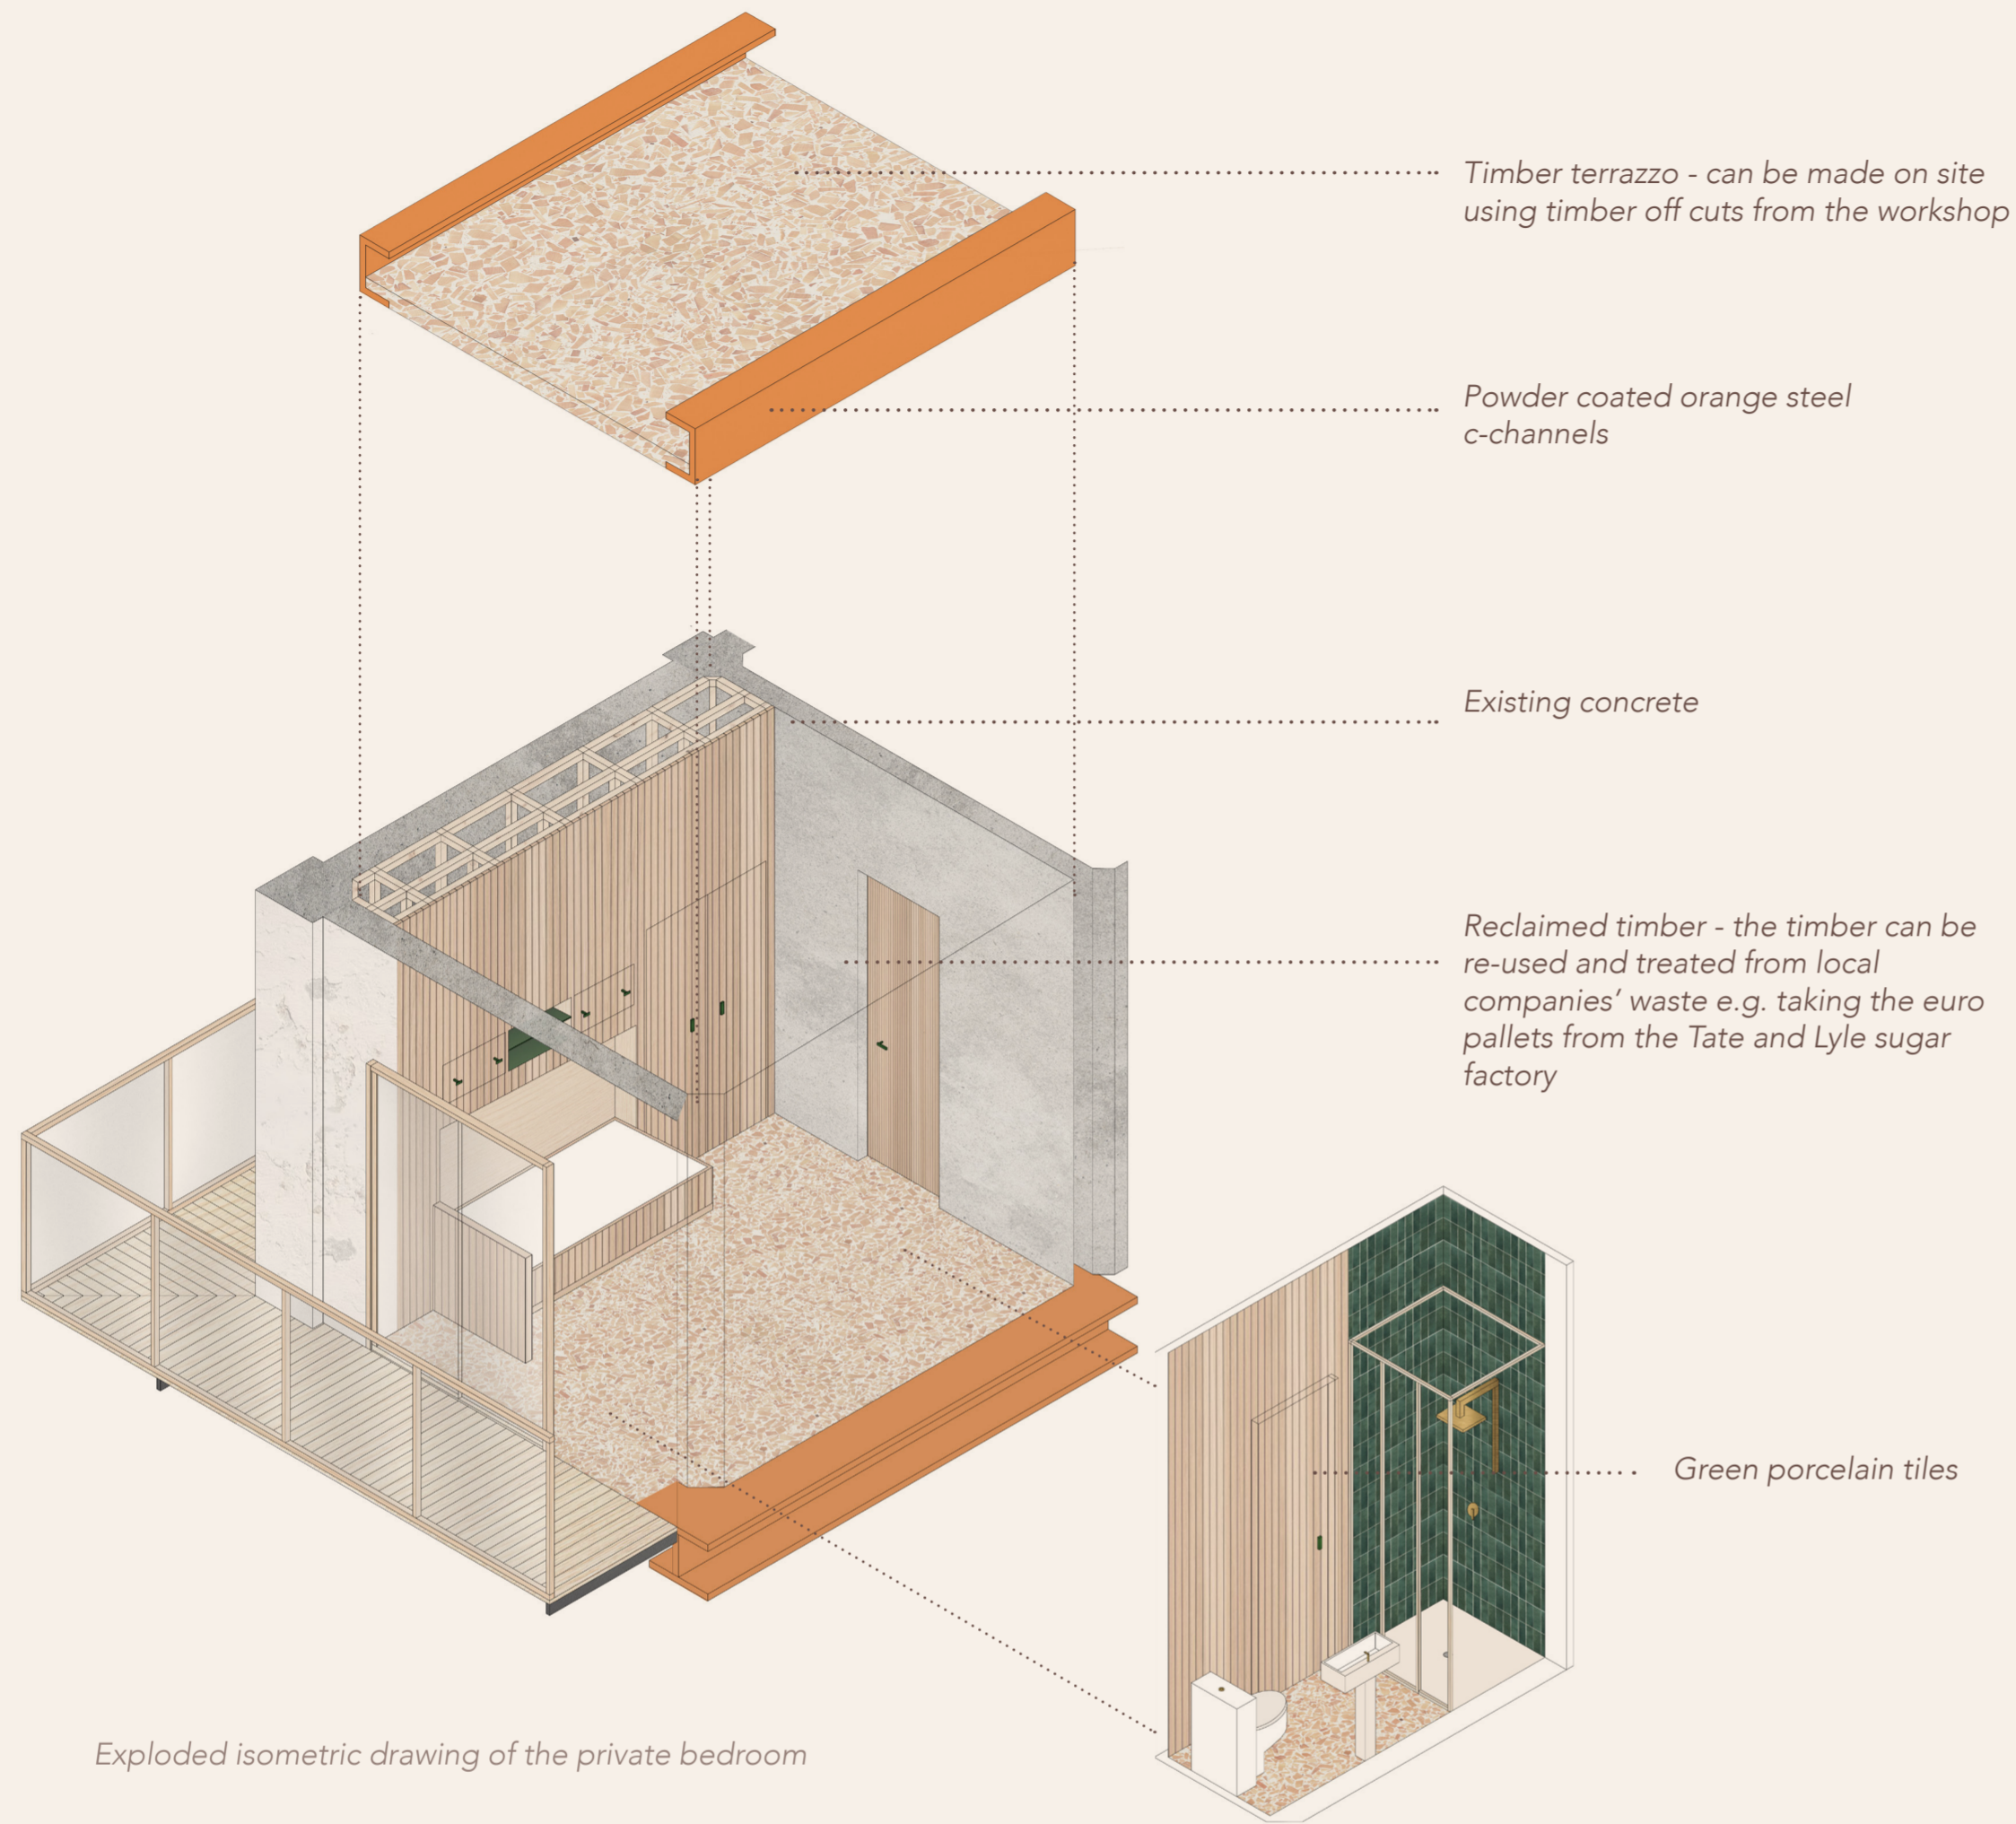 Timber terrazzo - can be made on site
using timber off cuts from the workshop
Powder coated orange steel
c-channels
Existing concrete
Reclaimed timber - the timber can be
re-used and treated from local
companies’ waste e.g. taking the euro
pallets from the Tate and Lyle sugar
factory
Green porcelain tiles
Exploded isometric drawing of the private bedroom